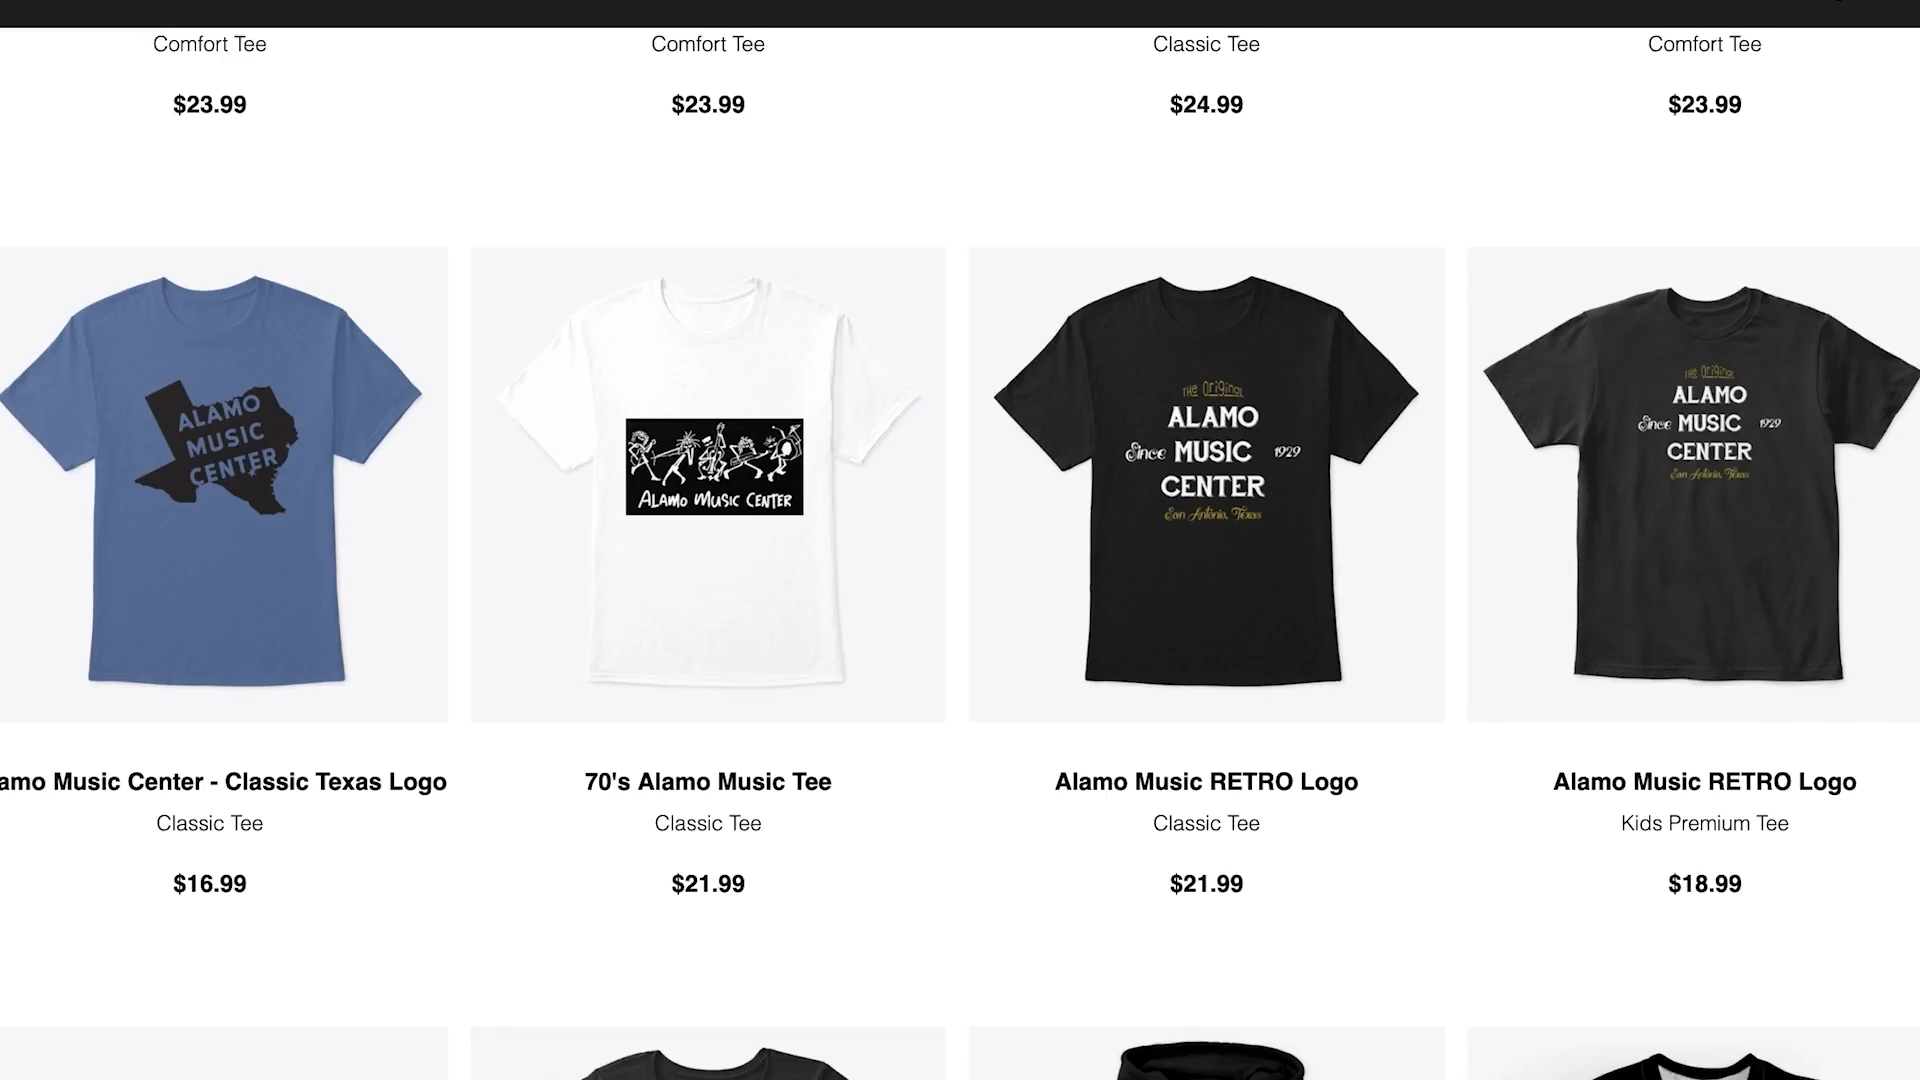 Comfort Tee
Comfort Tee
Classic Tee
Comfort Tee
$23.99
$23.99
$24.99
$23.99
ALAMO
MUSIC
CENTER
ALAMO MUSIC CENTER
THE Original
ALAMO
Since MUSIC 1929
CENTER
San Antonio, Texas
THE Original
ALAMO
Since MUSIC 1929
CENTER
San Antonio, Texas
amo Music Center - Classic Texas Logo
70's Alamo Music Tee
Alamo Music RETRO Logo
Alamo Music RETRO Logo
Classic Tee
Classic Tee
Classic Tee
Kids Premium Tee
$16.99
$21.99
$21.99
$18.99